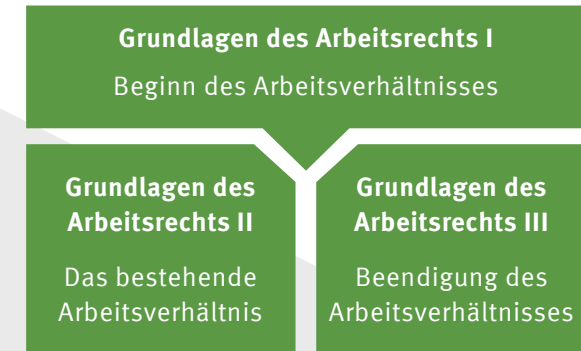 Grundlagen des Arbeitsrechts I
Beginn des Arbeitsverhältnisses
Grundlagen des
Arbeitsrechts II
Das bestehende
Arbeitsverhältnis
Grundlagen des
Arbeitsrechts III
Beendigung des
Arbeitsverhältnisses